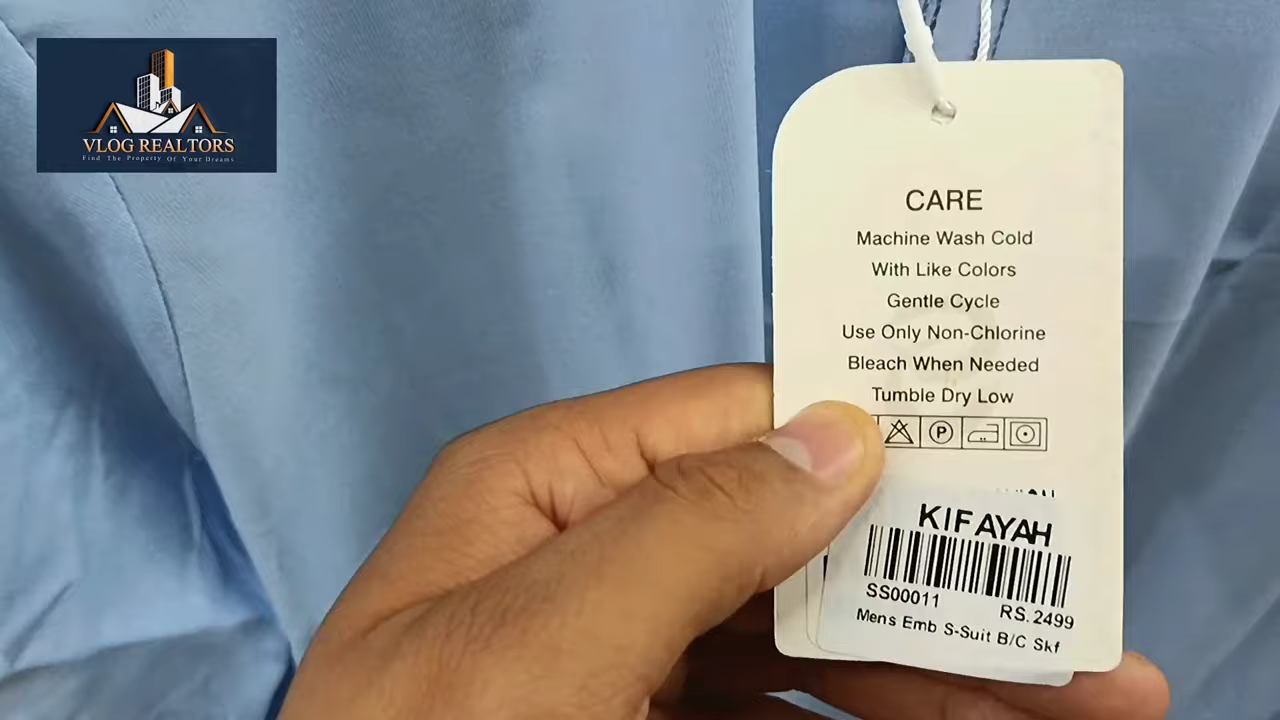 VLOG REALTORS
Find The Property Of Your Dreams
CARE
Machine Wash Cold
With Like Colors
Gentle Cycle
Use Only Non-Chlorine
Bleach When Needed
Tumble Dry Low
P
KIFAYAH
SS00011 RS.2499
Mens Emb S-Suit B/C Skf